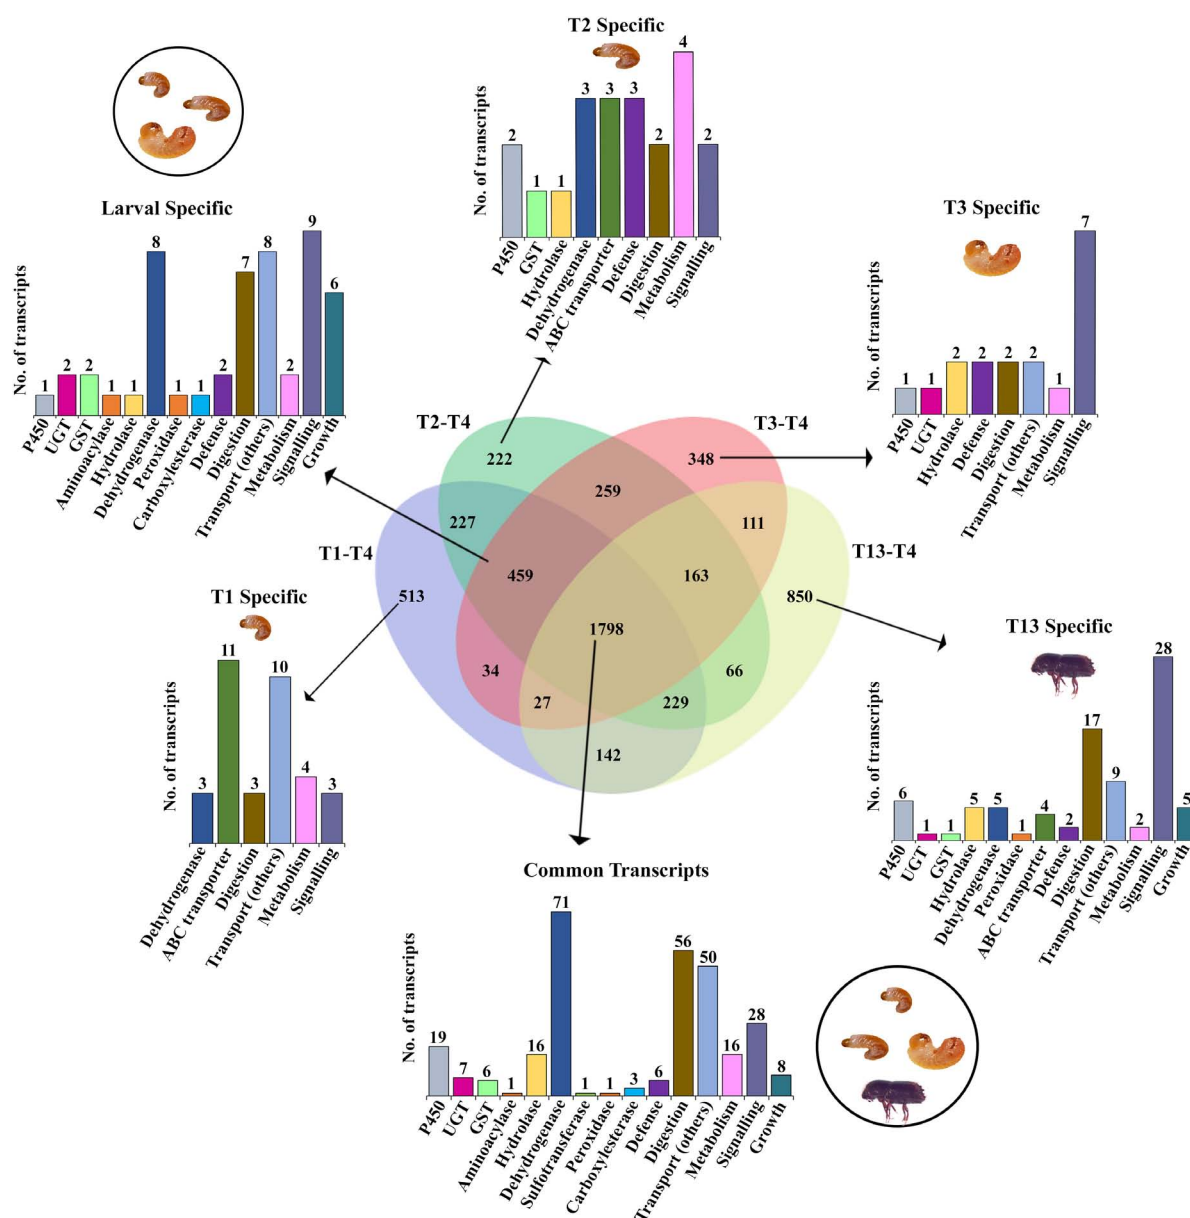 T2 Specific
No. of transcripts
2
1
1
3
3
3
2
4
2
P450
GST
Hydrolase
Dehydrogenase
ABC transporter
Defense
Digestion
Metabolism
Signalling
Larval Specific
No. of transcripts
1
2
2
1
1
8
1
1
2
7
8
2
9
6
P450
UGT
GST
Aminoacylase
Hydrolase
Dehydrogenase
Peroxidase
Carboxylesterase
Defense
Digestion
Transport (others)
Metabolism
Signalling
Growth
T3 Specific
No. of transcripts
1
1
2
2
2
2
1
7
P450
UGT
Hydrolase
Defense
Digestion
Transport (others)
Metabolism
Signalling
T2-T4
T3-T4
T1-T4
T13-T4
222
348
259
227
111
459
163
513
850
1798
34
66
27
229
142
T1 Specific
No. of transcripts
3
11
3
10
4
3
Dehydrogenase
ABC transporter
Digestion
Transport (others)
Metabolism
Signalling
T13 Specific
No. of transcripts
6
1
1
5
5
1
4
2
17
9
2
28
5
P450
UGT
GST
Hydrolase
Dehydrogenase
Peroxidase
ABC transporter
Defense
Digestion
Transport (others)
Metabolism
Signalling
Growth
Common Transcripts
No. of transcripts
19
7
6
1
16
71
1
1
3
6
56
50
16
28
8
P450
UGT
GST
Aminoacylase
Hydrolase
Dehydrogenase
Sulfotransferase
Peroxidase
Carboxylesterase
Defense
Digestion
Transport (others)
Metabolism
Signalling
Growth